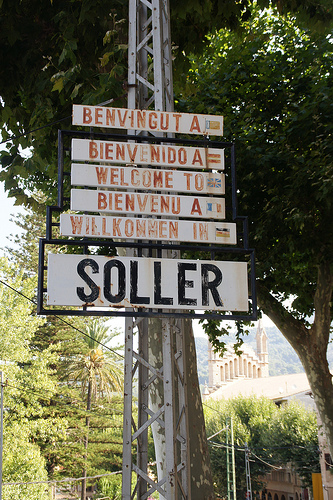 BENVINGUT A
BIENVENIDO A
WELCOME TO
BIENVENU A
WILLKOMMEN IN
SOLLER